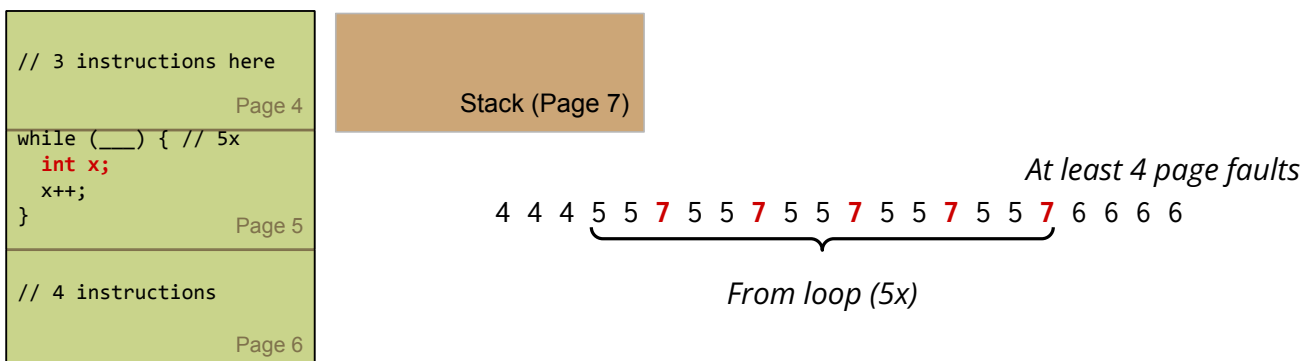 // 3 instructions here
Page 4
while (___) { // 5x
int x;
x++;
}
Page 5
// 4 instructions
Page 6
Stack (Page 7)
At least 4 page faults
4 4 4 5 5 7 5 5 7 5 5 7 5 5 7 5 5 7 6 6 6 6
From loop (5x)